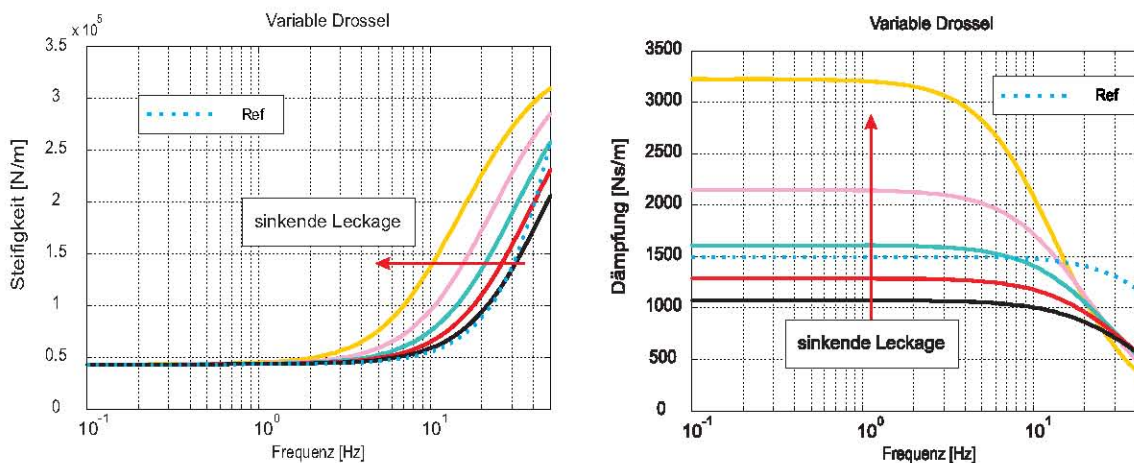 Variable Drossel
x 10^5
Steifigkeit [N/m]
3.5
3
2.5
2
1.5
1
0.5
0
Ref
sinkende Leckage
10^-1
10^0
10^1
Frequenz [Hz]
Variable Drossel
Dämpfung [Ns/m]
3500
3000
2500
2000
1500
1000
500
0
Ref
sinkende Leckage
10^-1
10^0
10^1
Frequenz [Hz]